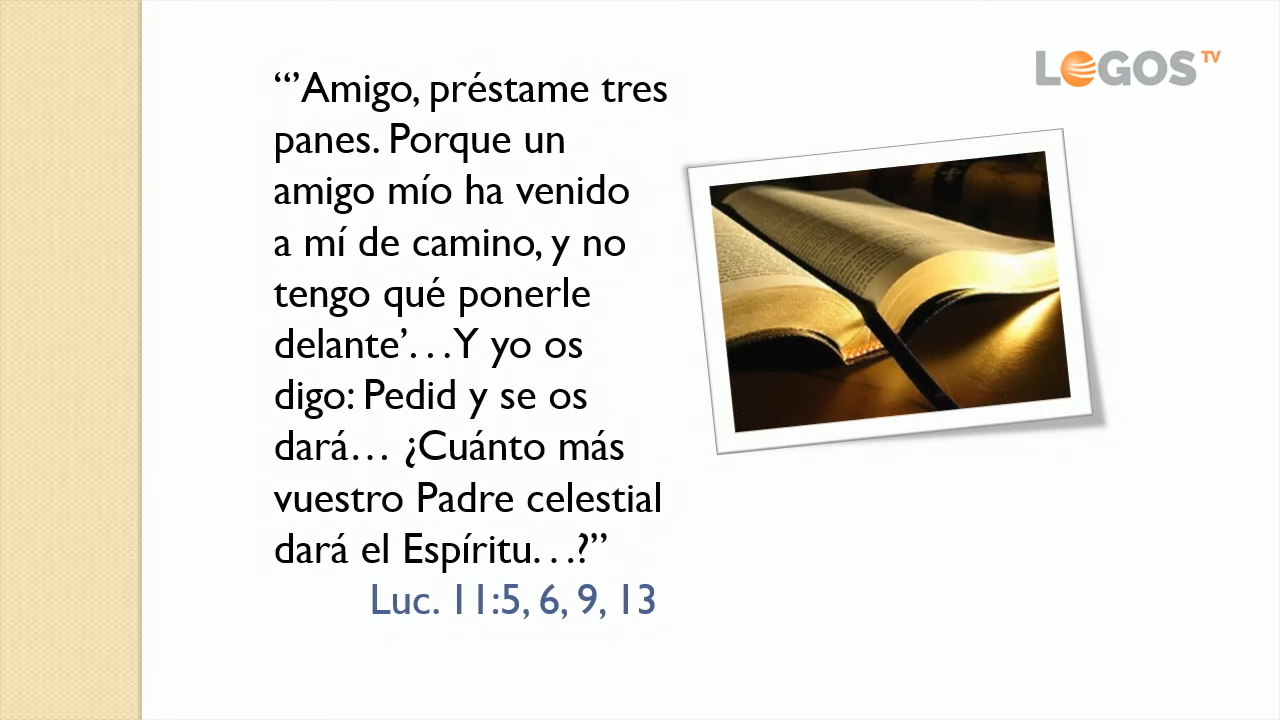 LOGOS TV
“’Amigo, préstame tres
panes. Porque un
amigo mío ha venido
a mí de camino, y no
tengo qué ponerle
delante’…Y yo os
digo: Pedid y se os
dará… ¿Cuánto más
vuestro Padre celestial
dará el Espíritu…?”
Luc. 11:5, 6, 9, 13